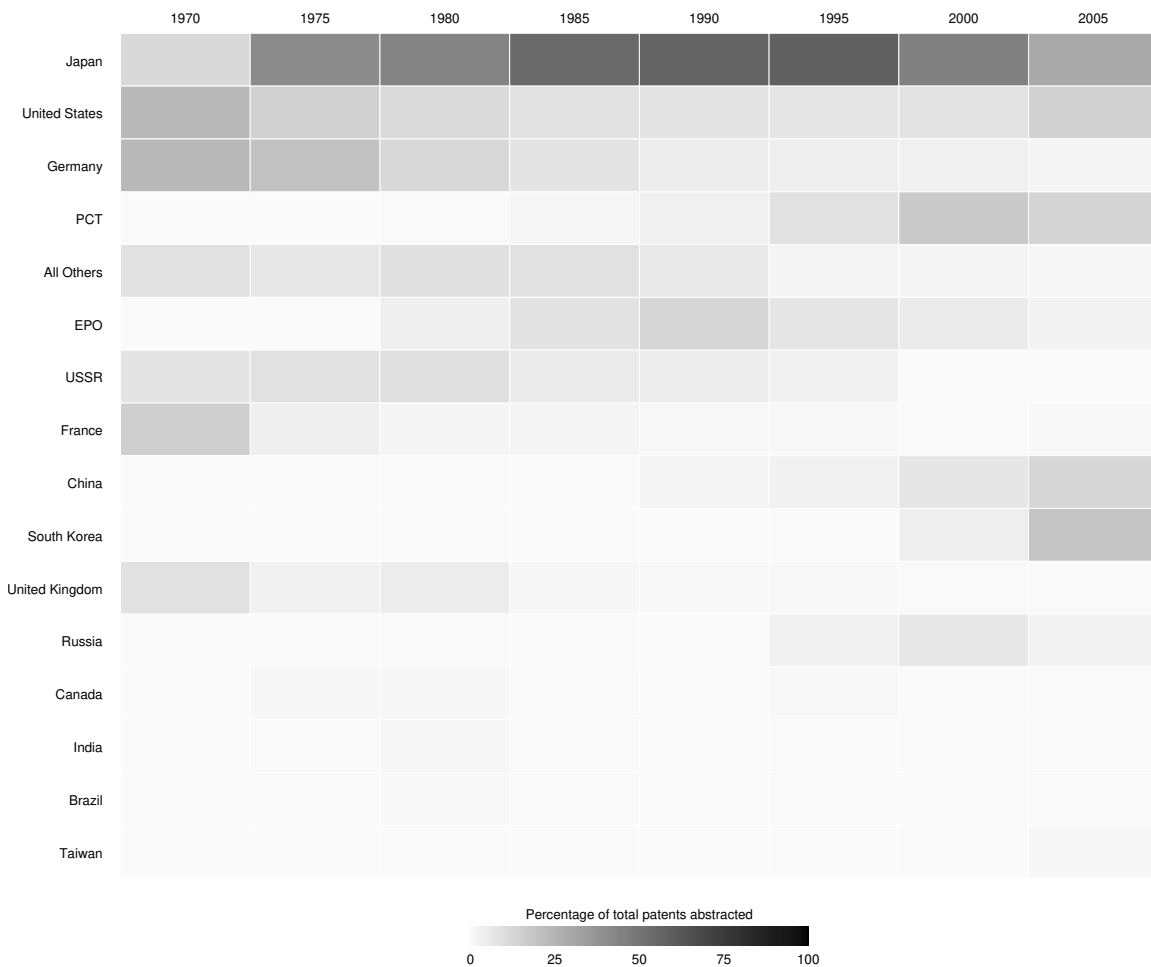 1970 1975 1980 1985 1990 1995 2000 2005
Japan
United States
Germany
PCT
All Others
EPO
USSR
France
China
South Korea
United Kingdom
Russia
Canada
India
Brazil
Taiwan
Percentage of total patents abstracted
0 25 50 75 100